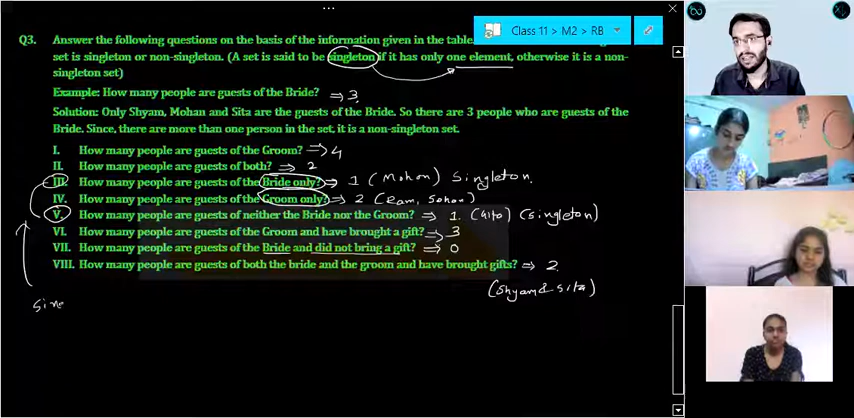 Class 11 > M2 > RB
Q3. Answer the following questions on the basis of the information given in the table.
set is singleton or non-singleton. (A set is said to be singleton if it has only one element, otherwise it is a non-
singleton set)
Example: How many people are guests of the Bride? ⇒ 3.
Solution: Only Shyam, Mohan and Sita are the guests of the Bride. So there are 3 people who are guests of the
Bride. Since, there are more than one person in the set, it is a non-singleton set.
I. How many people are guests of the Groom? ⇒ 4
II. How many people are guests of both? ⇒ 2
III. How many people are guests of the Bride only? ⇒ 1 (Mohan) Singleton.
IV. How many people are guests of the Groom only? ⇒ 2 (Ram, Sohan)
V. How many people are guests of neither the Bride nor the Groom? ⇒ 1. (Gita) (Singleton)
VI. How many people are guests of the Groom and have brought a gift? ⇒ 3
VII. How many people are guests of the Bride and did not bring a gift? ⇒ 0
VIII. How many people are guests of both the bride and the groom and have brought gifts? ⇒ 2.
(Shyam & Sita)